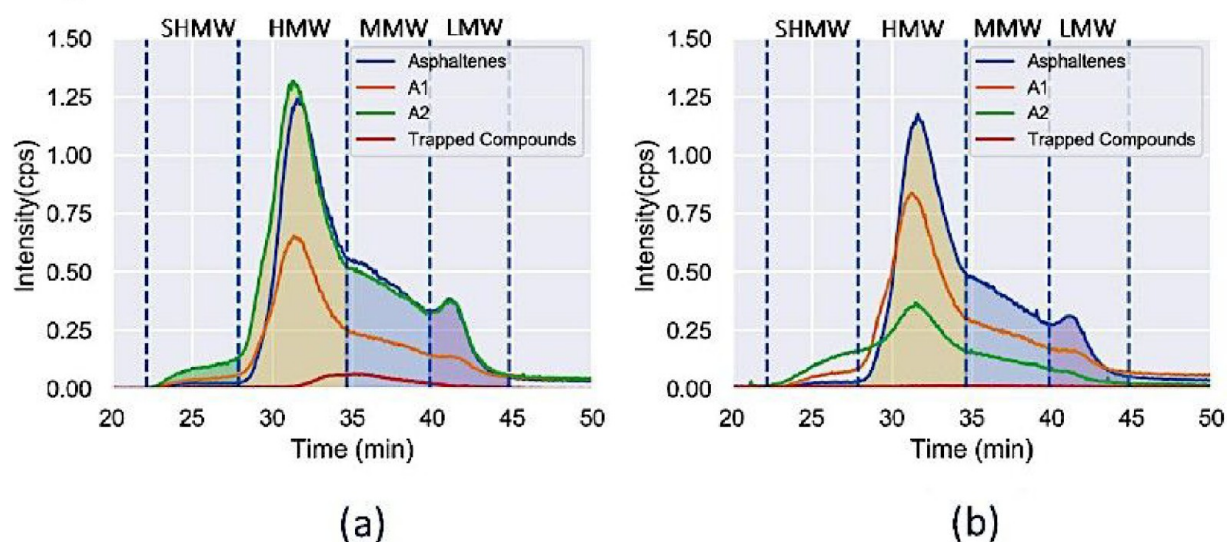 SHMW HMW MMW LMW
1.50
1.25
1.00
0.75
0.50
0.25
0.00
Intensity(cps)
Asphaltenes
A1
A2
Trapped Compounds
20 25 30 35 40 45 50
Time (min)
(a)
SHMW HMW MMW LMW
1.50
1.25
1.00
0.75
0.50
0.25
0.00
Intensity(cps)
Asphaltenes
A1
A2
Trapped Compounds
20 25 30 35 40 45 50
Time (min)
(b)